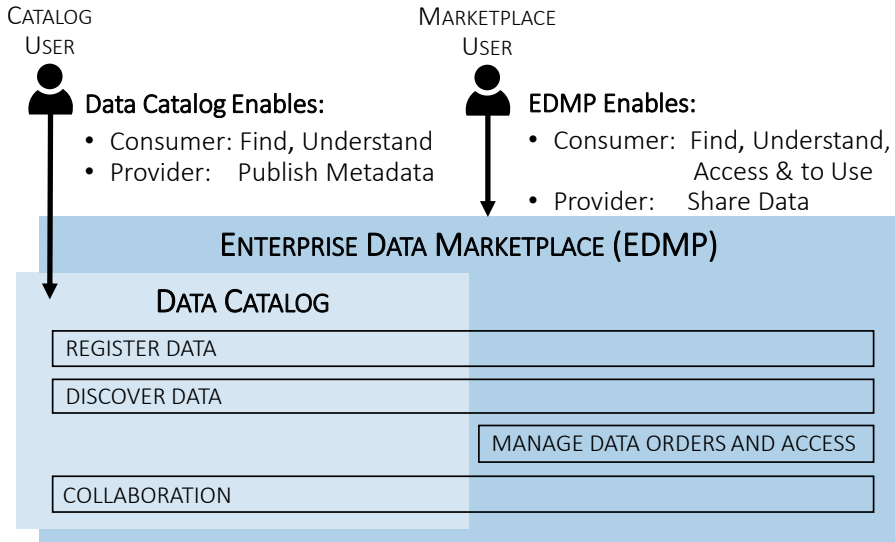 CATALOG
USER
Data Catalog Enables:
• Consumer: Find, Understand
• Provider: Publish Metadata
MARKETPLACE
USER
EDMP Enables:
• Consumer: Find, Understand,
Access & to Use
• Provider: Share Data
ENTERPRISE DATA MARKETPLACE (EDMP)
DATA CATALOG
REGISTER DATA
DISCOVER DATA
MANAGE DATA ORDERS AND ACCESS
COLLABORATION